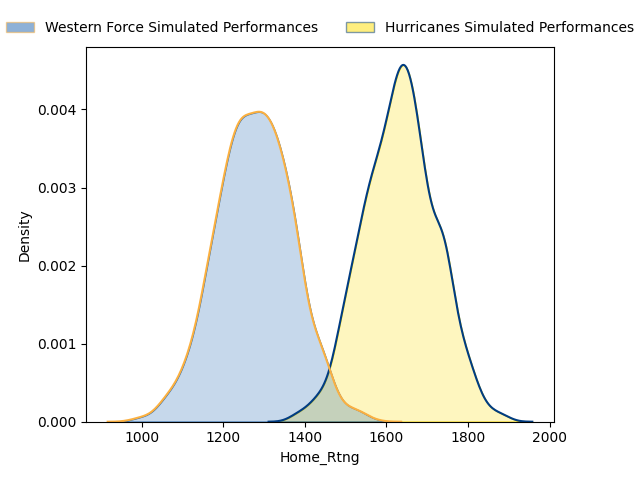 Western Force Simulated Performances
Hurricanes Simulated Performances
0.004
0.003
0.002
0.001
0.000
Density
1000 1200 1400 1600 1800 2000
Home_Rtng